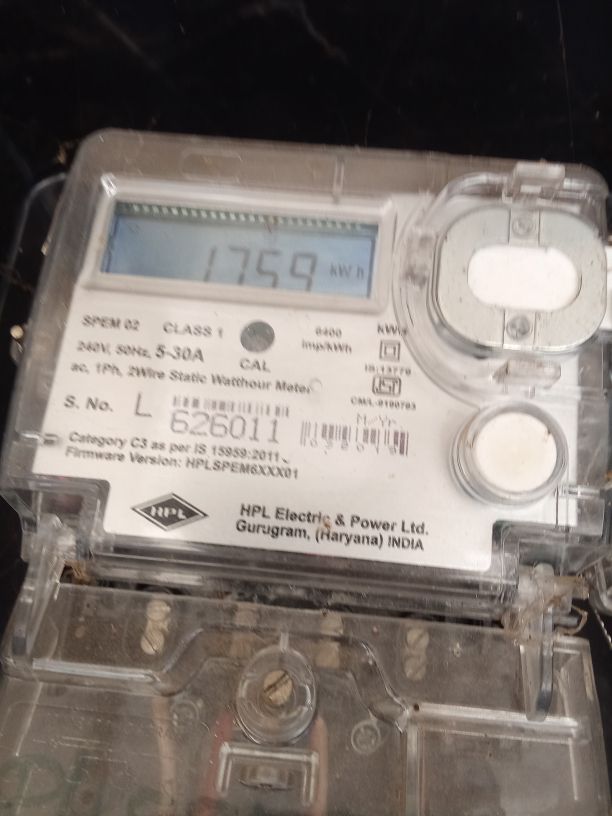 1759 kWh
SPEM 02 CLASS 1 6400 imp/kWh kWh
240V, 50Hz, 5-30A CAL
ac, 1Ph, 2Wire Static Watthour Meter IS:13779
S. No. L 626011 M/Yr.
Category C3 as per IS 15959:2011
Firmware Version: HPLSPEM6XXX01
HPL
HPL Electric & Power Ltd.
Gurugram, (Haryana) INDIA